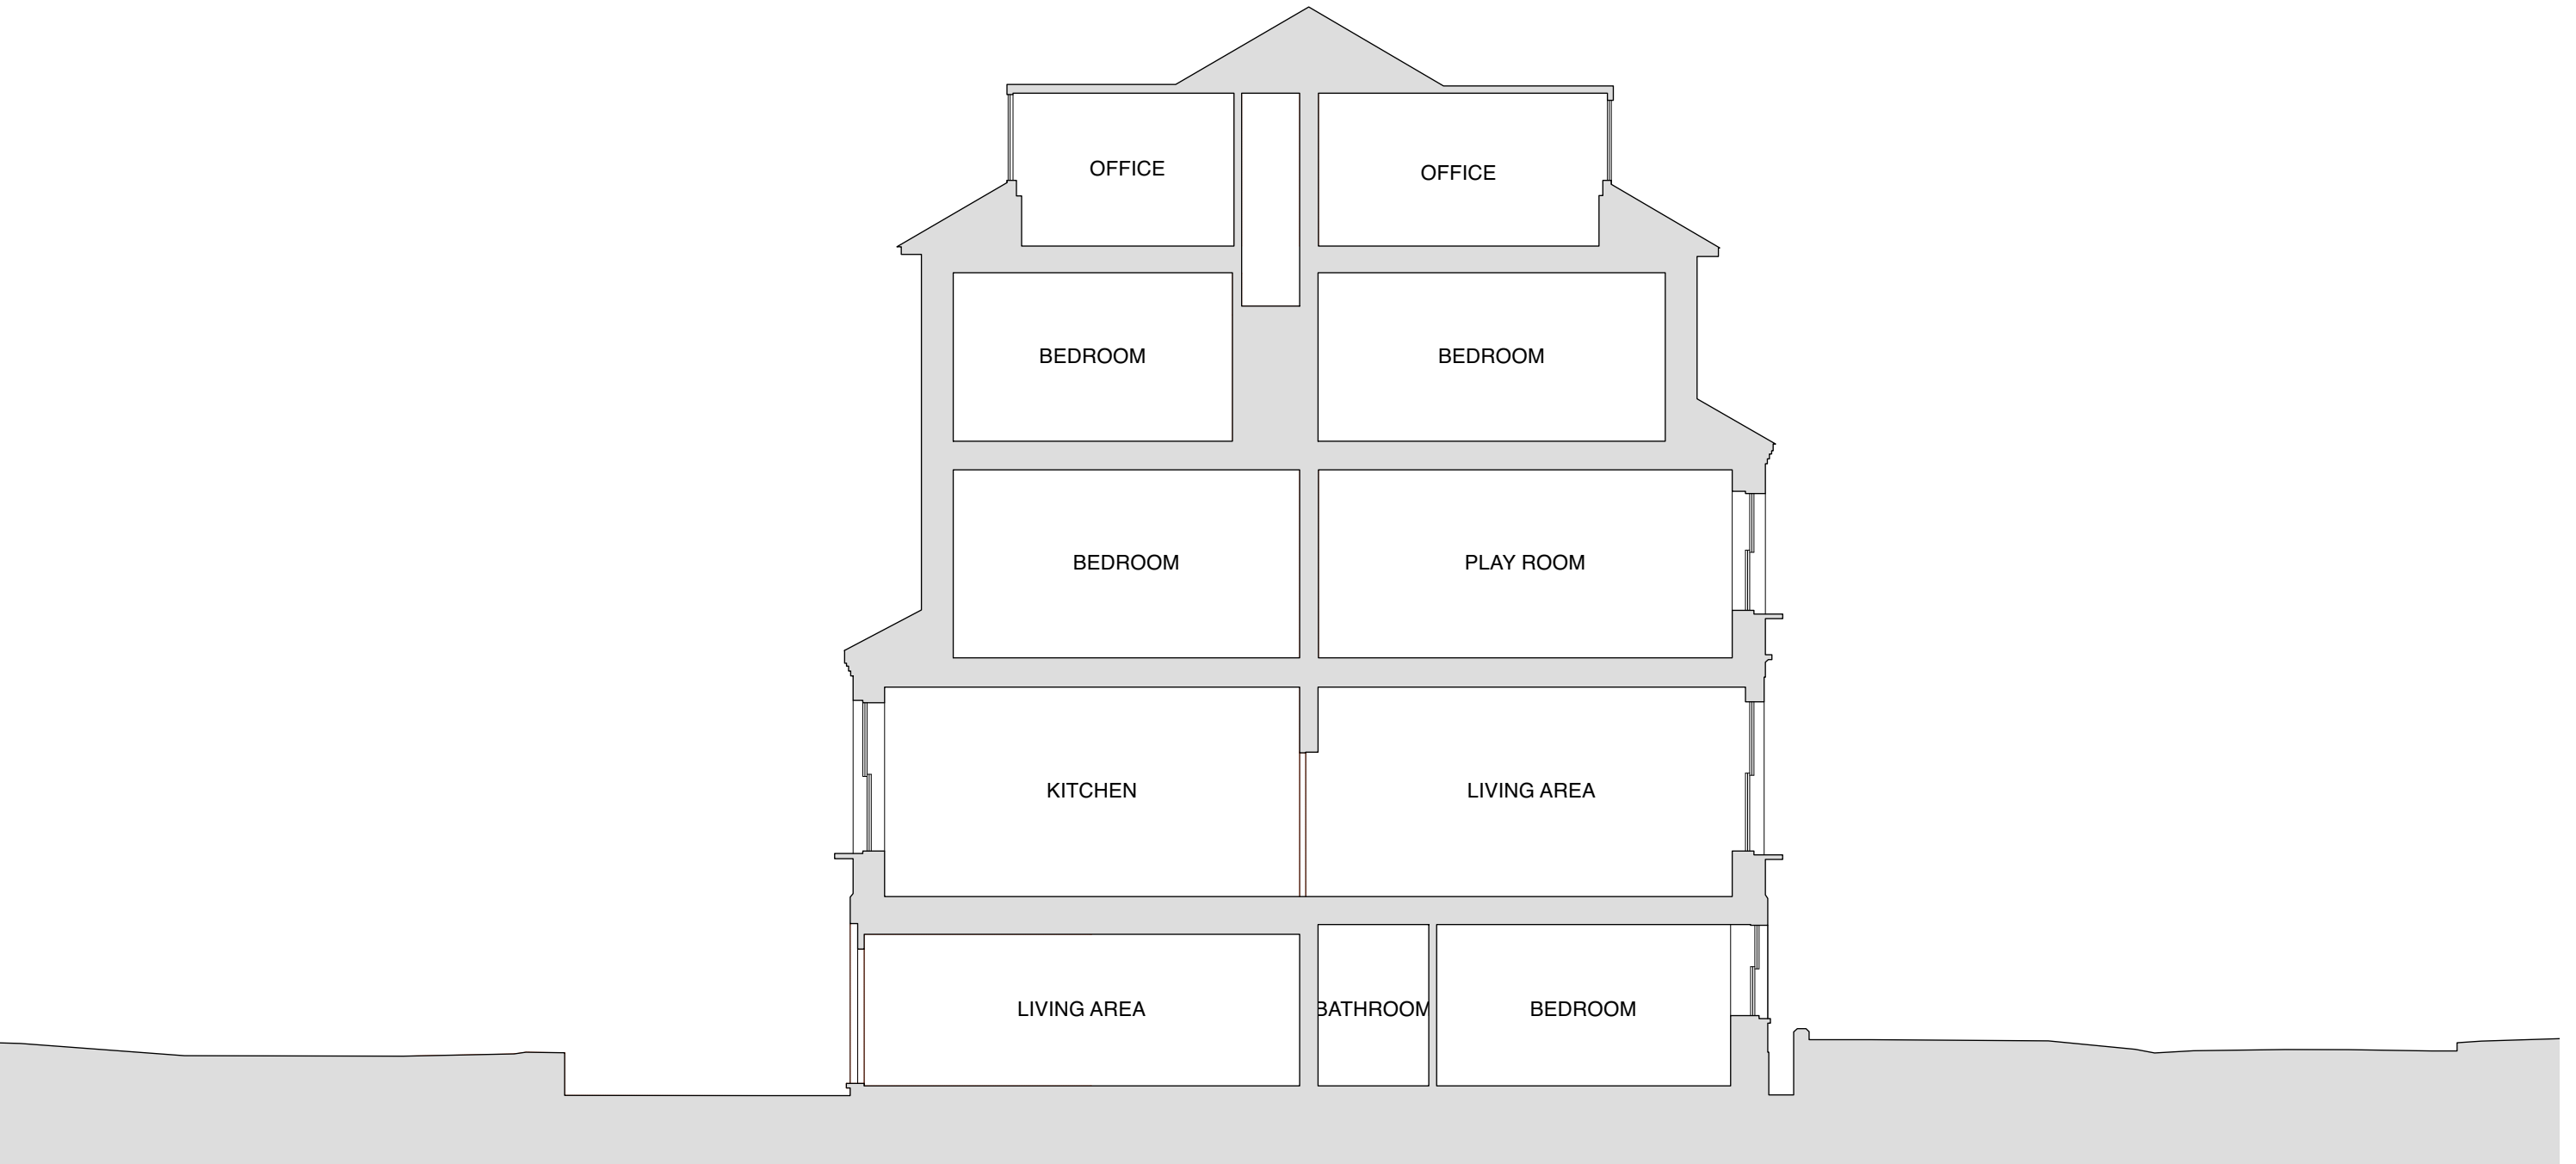 OFFICE
OFFICE
BEDROOM
BEDROOM
BEDROOM
PLAY ROOM
KITCHEN
LIVING AREA
LIVING AREA
BATHROOM
BEDROOM